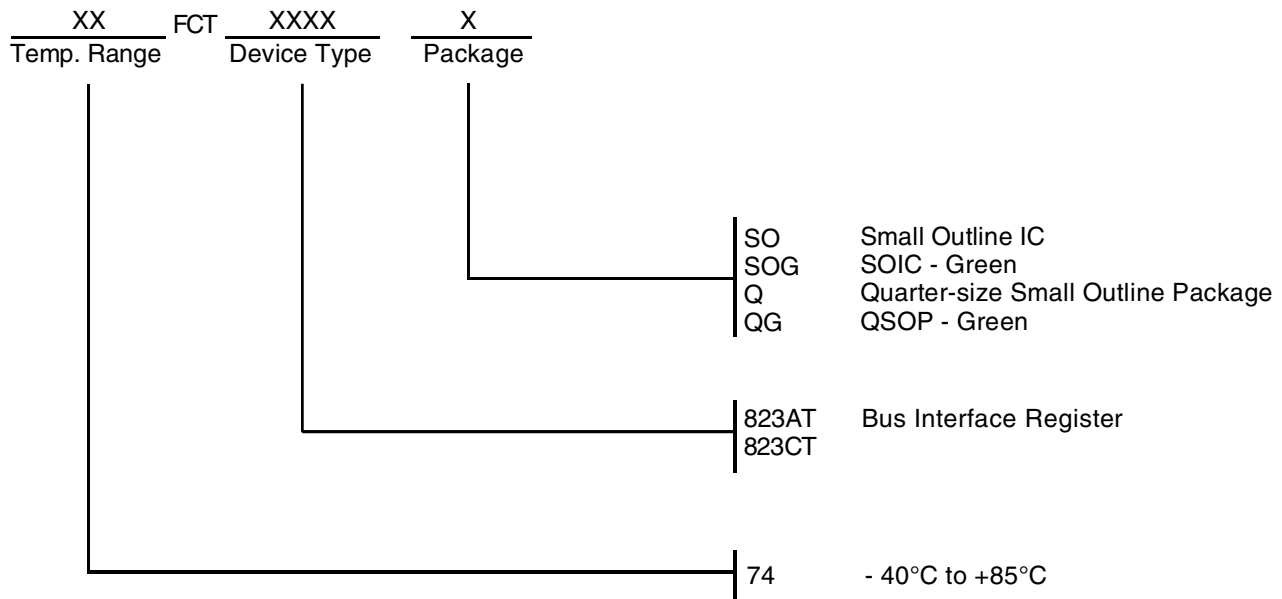 XX FCT XXXX X
Temp. Range Device Type Package
SO Small Outline IC
SOG SOIC - Green
Q Quarter-size Small Outline Package
QG QSOP - Green
823AT Bus Interface Register
823CT
74 - 40°C to +85°C